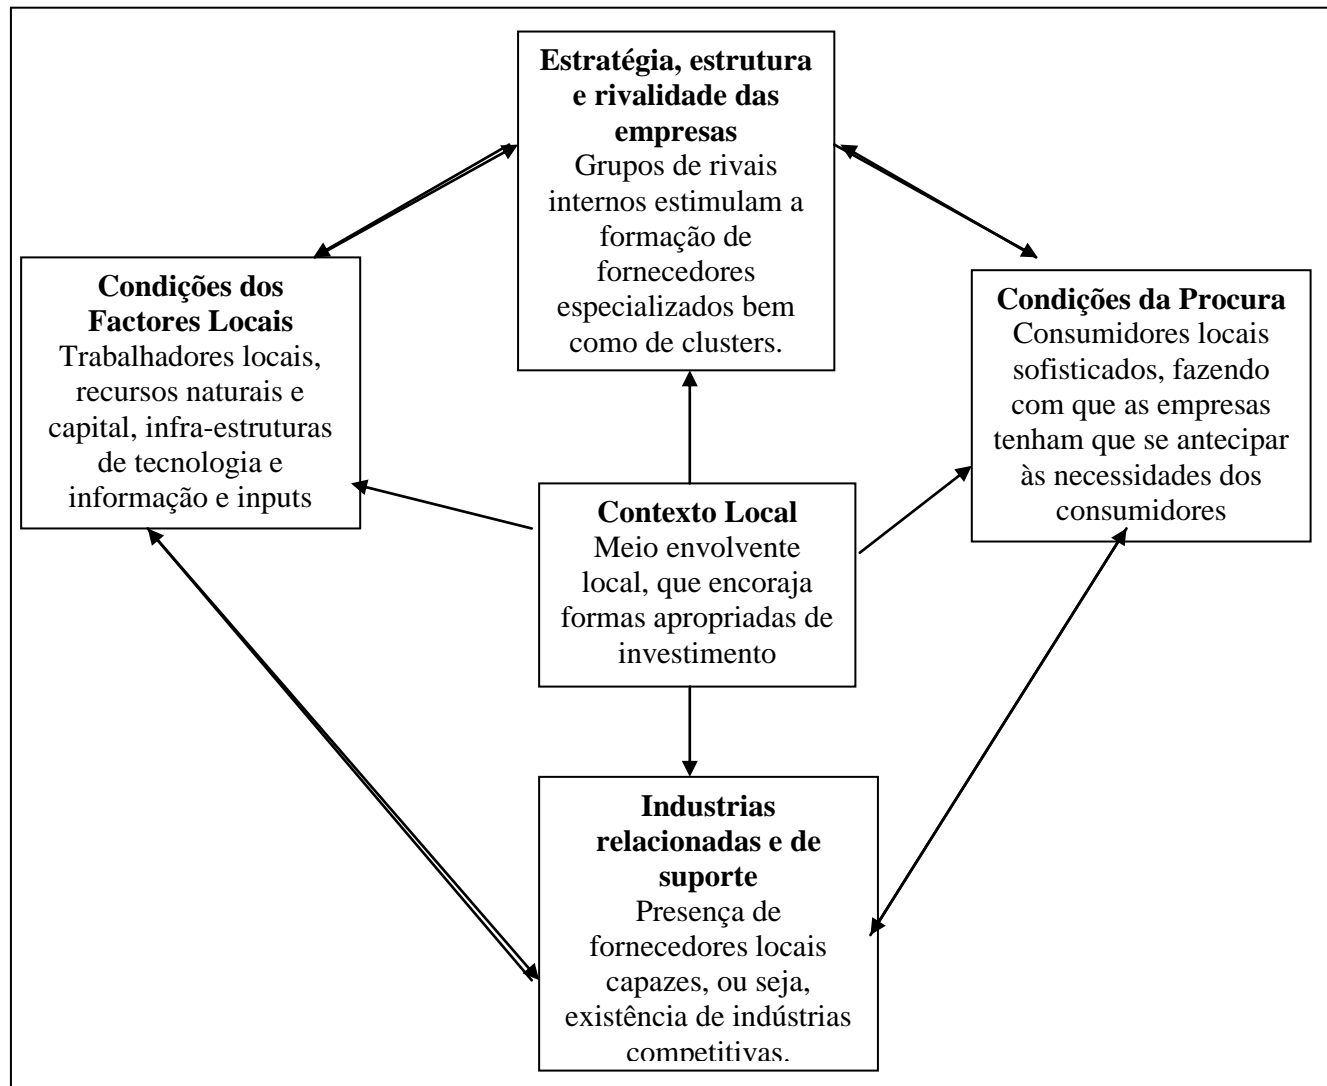 Estratégia, estrutura
e rivalidade das
empresas
Grupos de rivais
internos estimulam a
formação de
fornecedores
especializados bem
como de clusters.
Condições dos
Factores Locais
Trabalhadores locais,
recursos naturais e
capital, infra-estruturas
de tecnologia e
informação e inputs
Condições da Procura
Consumidores locais
sofisticados, fazendo
com que as empresas
tenham que se antecipar
às necessidades dos
consumidores
Contexto Local
Meio envolvente
local, que encoraja
formas apropriadas de
investimento
Industrias
relacionadas e de
suporte
Presença de
fornecedores locais
capazes, ou seja,
existência de indústrias
competitivas.